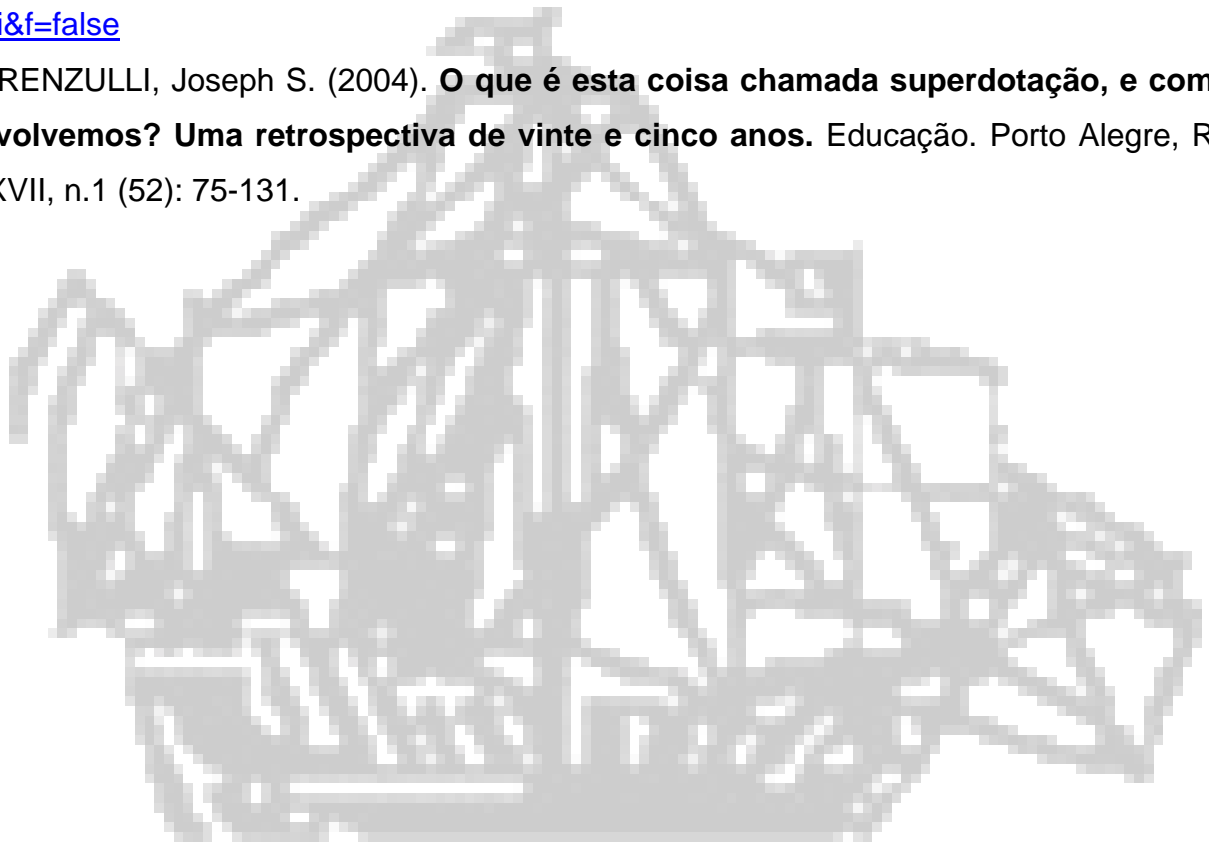 i&f=false
RENZULLI, Joseph S. (2004). O que é esta coisa chamada superdotação, e com
volvemos? Uma retrospectiva de vinte e cinco anos. Educação. Porto Alegre, R
XVII, n.1 (52): 75-131.